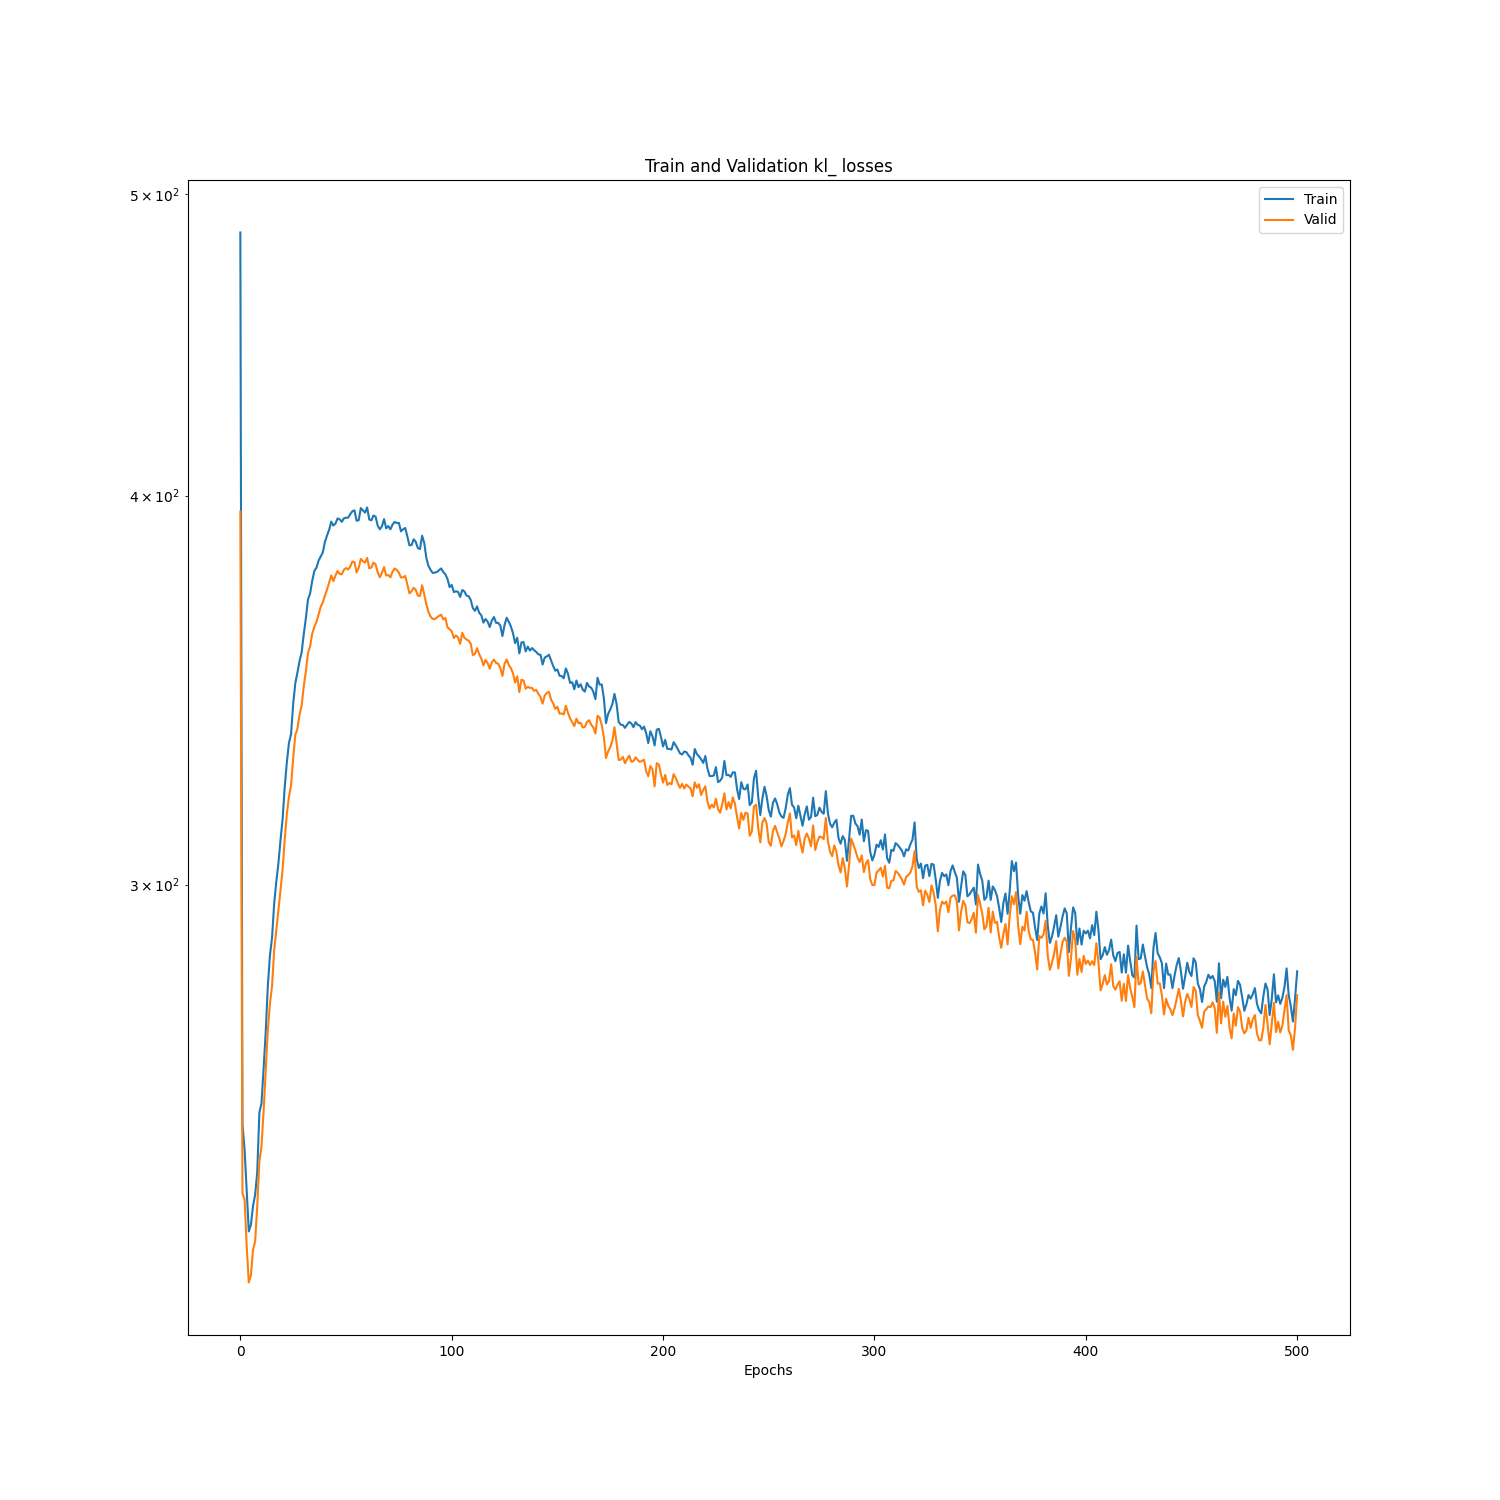 Train and Validation kl_ losses
5 × 10²
4 × 10²
3 × 10²
Train
Valid
0 100 200 300 400 500
Epochs